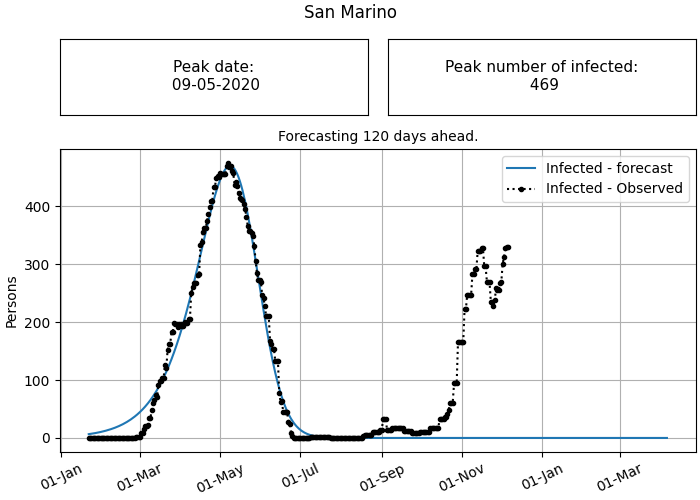 San Marino
Peak date:
09-05-2020
Peak number of infected:
469
Forecasting 120 days ahead.
Infected - forecast
Infected - Observed
Persons
400
300
200
100
0
01-Jan
01-Mar
01-May
01-Jul
01-Sep
01-Nov
01-Jan
01-Mar